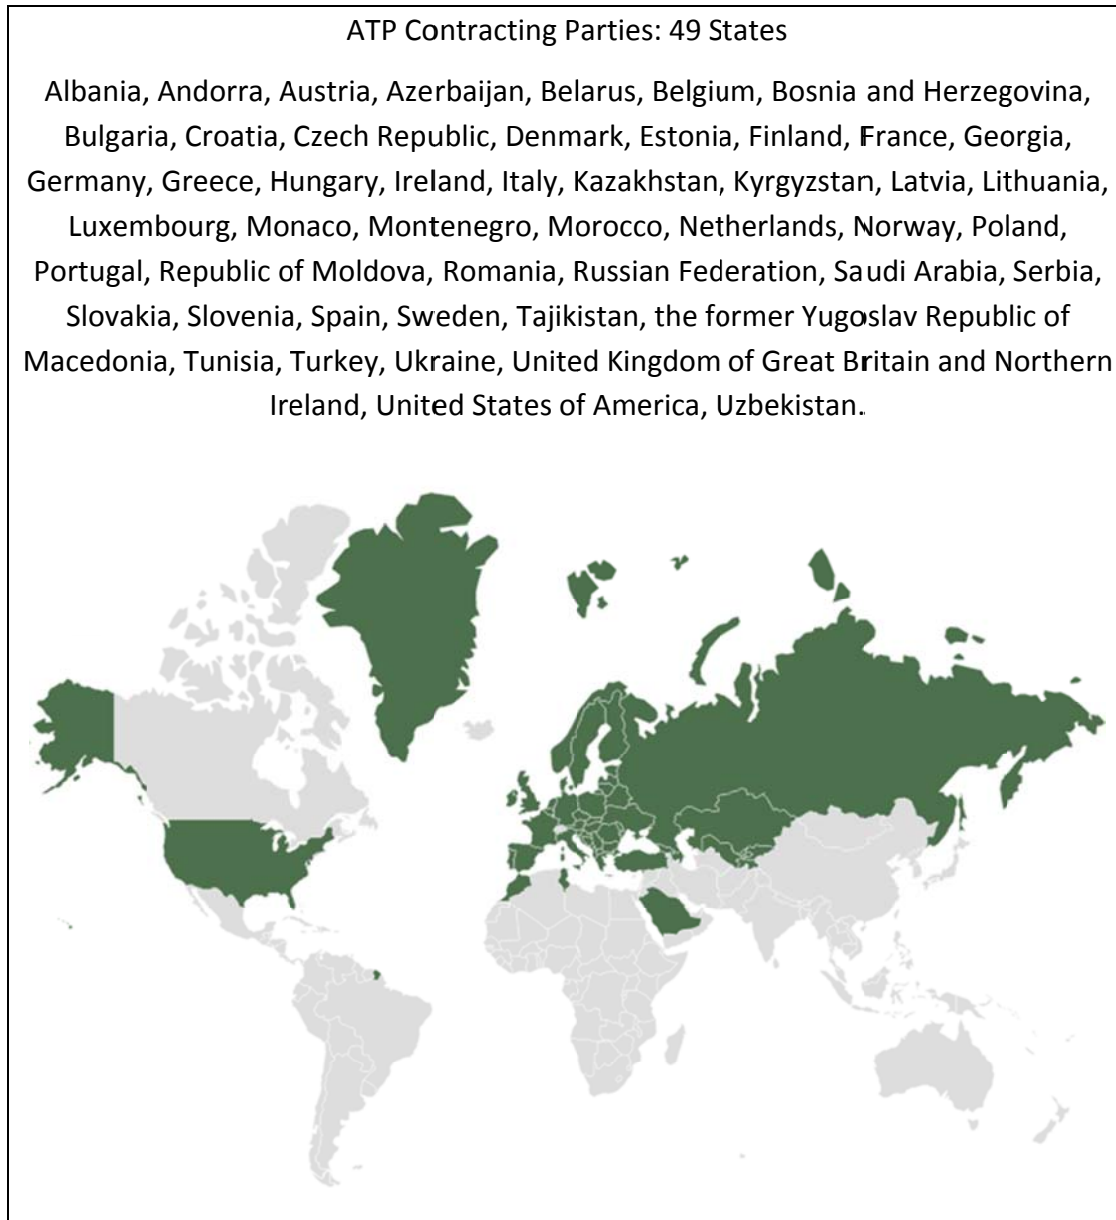 ATP Contracting Parties: 49 States
Albania, Andorra, Austria, Azerbaijan, Belarus, Belgium, Bosnia and Herzegovina,
Bulgaria, Croatia, Czech Republic, Denmark, Estonia, Finland, France, Georgia,
Germany, Greece, Hungary, Ireland, Italy, Kazakhstan, Kyrgyzstan, Latvia, Lithuania,
Luxembourg, Monaco, Montenegro, Morocco, Netherlands, Norway, Poland,
Portugal, Republic of Moldova, Romania, Russian Federation, Saudi Arabia, Serbia,
Slovakia, Slovenia, Spain, Sweden, Tajikistan, the former Yugoslav Republic of
Macedonia, Tunisia, Turkey, Ukraine, United Kingdom of Great Britain and Northern
Ireland, United States of America, Uzbekistan.